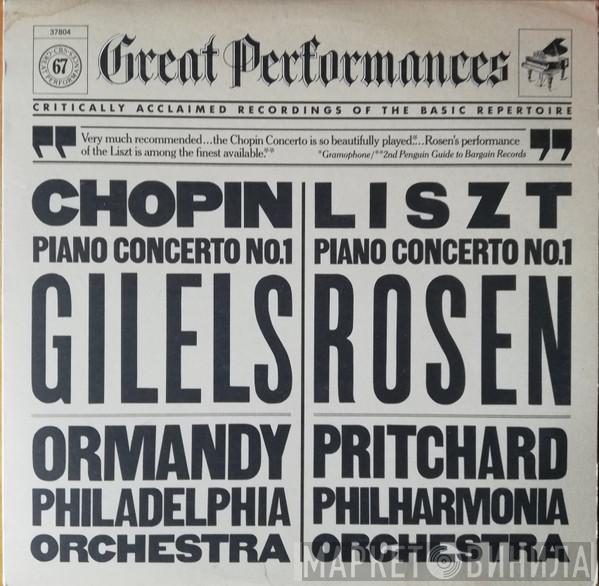 37804
CBS GREAT PERFORMANCES
67
Great Performances
CRITICALLY ACCLAIMED RECORDINGS OF THE BASIC REPERTOIRE
Very much recommended...the Chopin Concerto is so beautifully played*...Rosen's performance
of the Liszt is among the finest available.**
*Gramophone/**2nd Penguin Guide to Bargain Records
CHOPIN
PIANO CONCERTO NO.1
GILELS
ORMANDY
PHILADELPHIA
ORCHESTRA
LISZT
PIANO CONCERTO NO.1
ROSEN
PRITCHARD
PHILHARMONIA
ORCHESTRA
МАРКЕТ ВИНИЛА